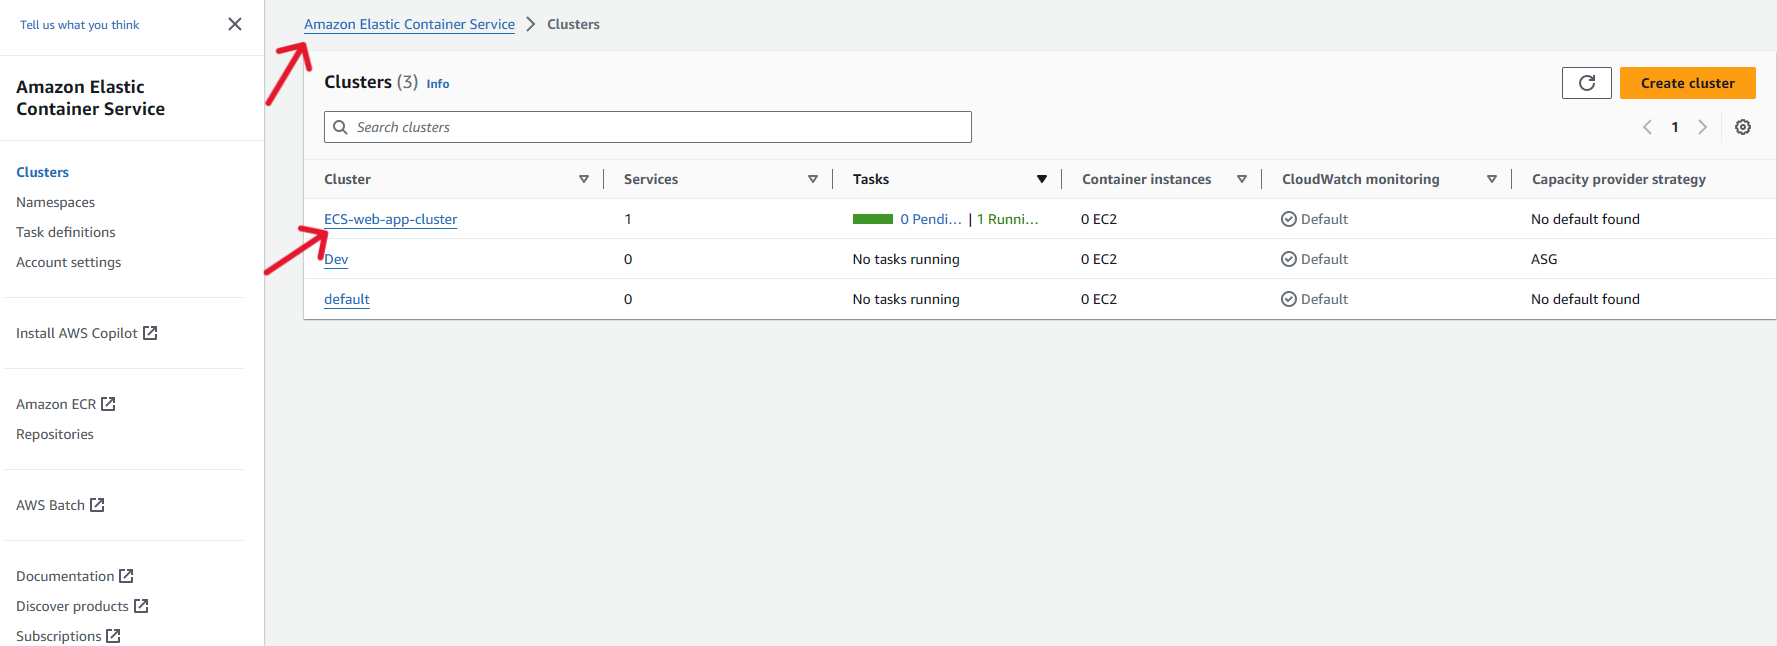 Tell us what you think
Amazon Elastic Container Service
Clusters
Namespaces
Task definitions
Account settings
Install AWS Copilot
Amazon ECR
Repositories
AWS Batch
Documentation
Discover products
Subscriptions
Amazon Elastic Container Service > Clusters
Clusters (3) Info
Create cluster
Search clusters
1
Cluster Services Tasks Container instances CloudWatch monitoring Capacity provider strategy
ECS-web-app-cluster 1 0 Pendi... | 1 Runni... 0 EC2 Default No default found
Dev 0 No tasks running 0 EC2 Default ASG
default 0 No tasks running 0 EC2 Default No default found